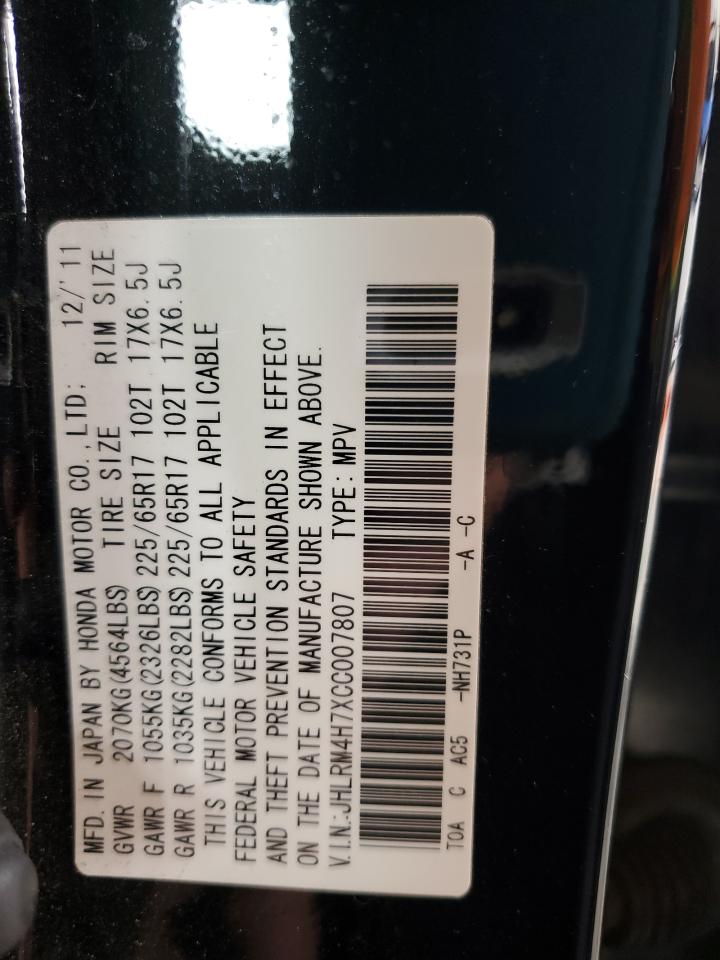 MFD. IN JAPAN BY HONDA MOTOR CO.,LTD; 12/'11
GVWR 2070KG(4564LBS) TIRE SIZE RIM SIZE
GAWR F 1055KG(2326LBS) 225/65R17 102T 17X6.5J
GAWR R 1035KG(2282LBS) 225/65R17 102T 17X6.5J
THIS VEHICLE CONFORMS TO ALL APPLICABLE
FEDERAL MOTOR VEHICLE SAFETY
AND THEFT PREVENTION STANDARDS IN EFFECT
ON THE DATE OF MANUFACTURE SHOWN ABOVE.
V.I.N:JHLRM4H7XCC007807 TYPE:MPV
T0A C AC5 -NH731P -A -C